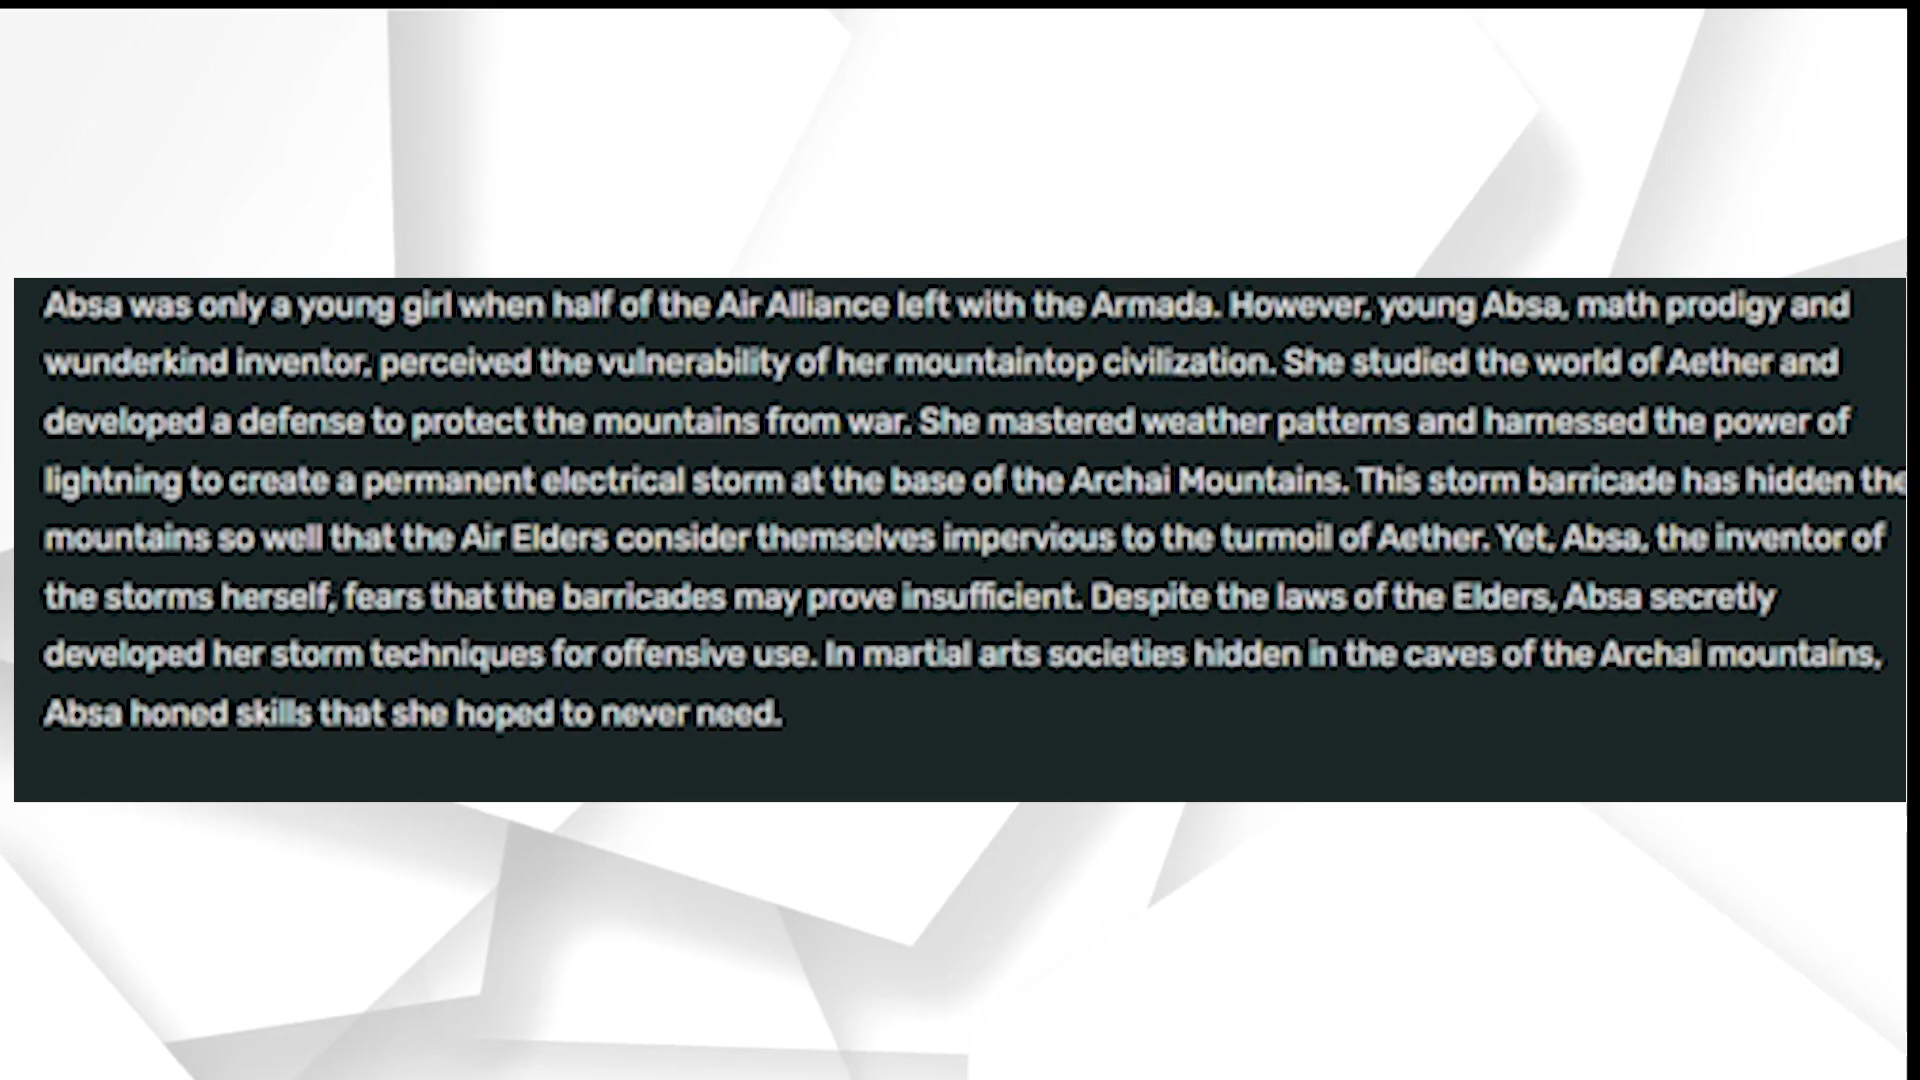 Absa was only a young girl when half of the Air Alliance left with the Armada. However, young Absa, math prodigy and
wunderkind inventor, perceived the vulnerability of her mountaintop civilization. She studied the world of Aether and
developed a defense to protect the mountains from war. She mastered weather patterns and harnessed the power of
lightning to create a permanent electrical storm at the base of the Archai Mountains. This storm barricade has hidden the
mountains so well that the Air Elders consider themselves impervious to the turmoil of Aether. Yet, Absa, the inventor of
the storms herself, fears that the barricades may prove insufficient. Despite the laws of the Elders, Absa secretly
developed her storm techniques for offensive use. In martial arts societies hidden in the caves of the Archai mountains,
Absa honed skills that she hoped to never need.